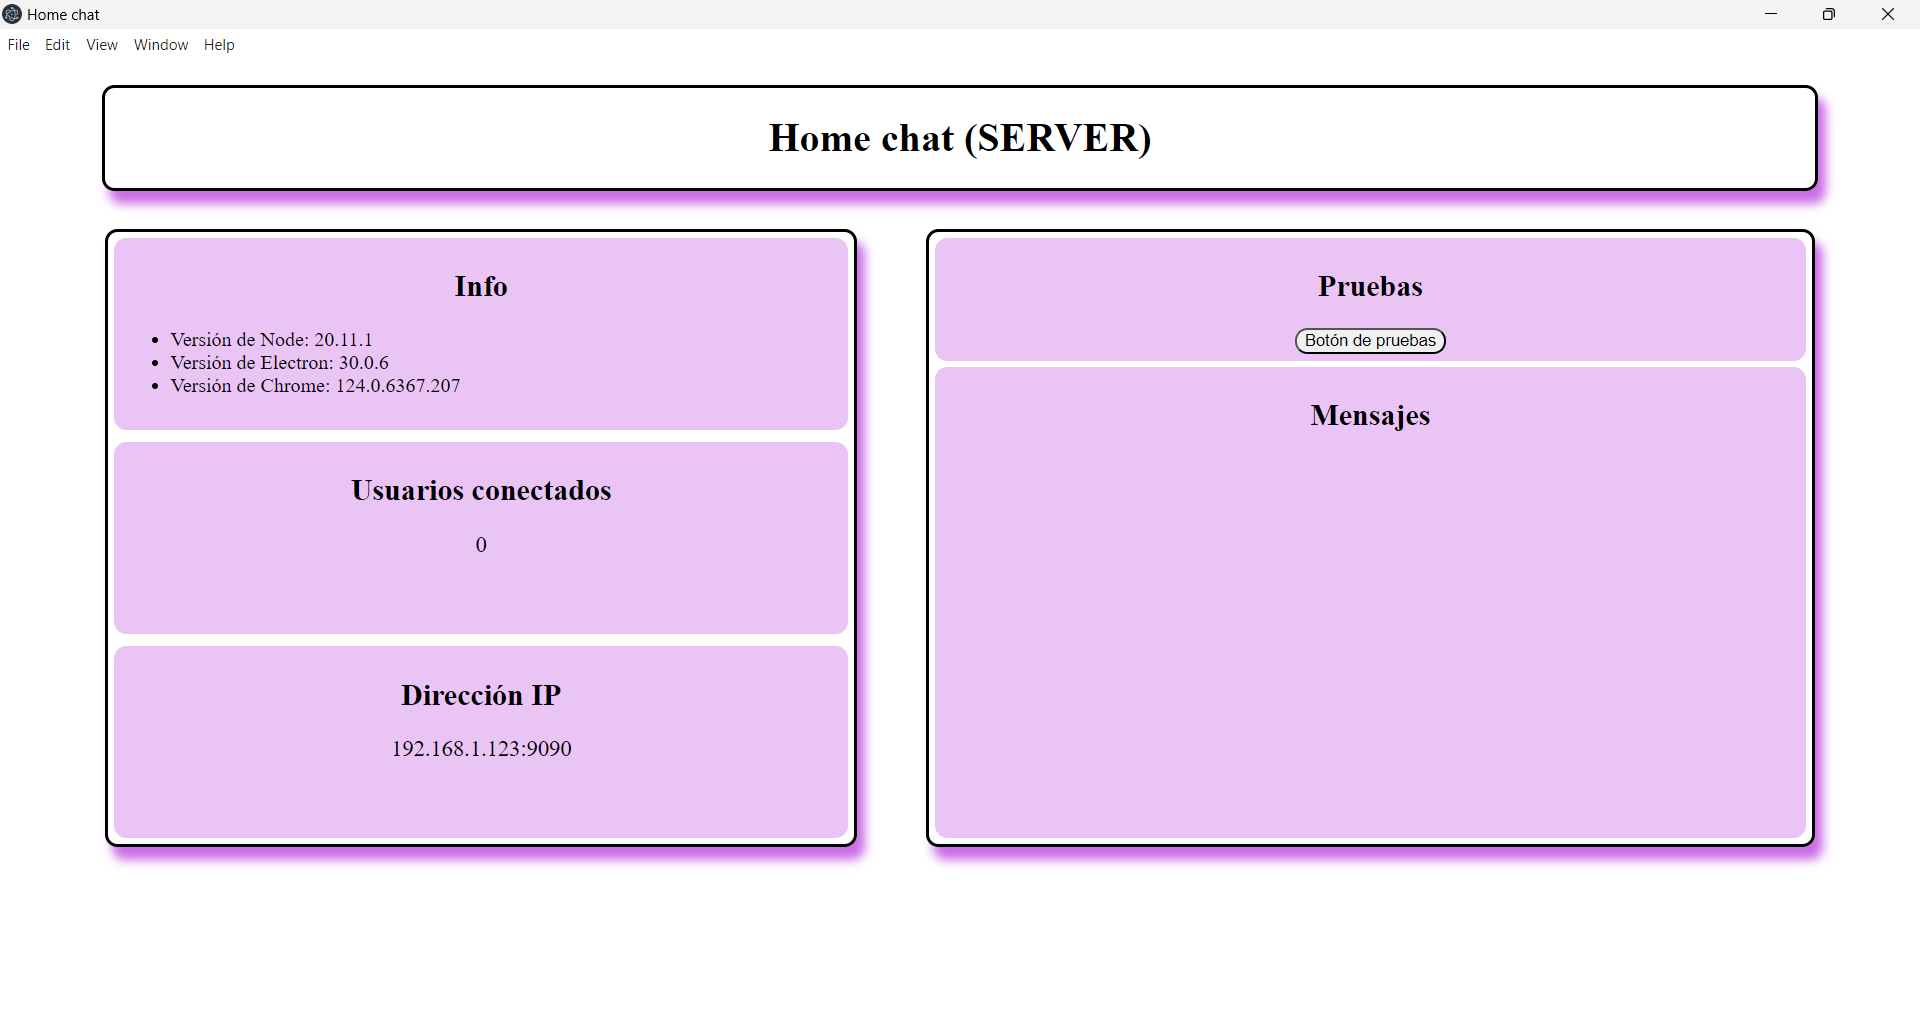 Home chat
File Edit View Window Help
Home chat (SERVER)
Info
Versión de Node: 20.11.1
Versión de Electron: 30.0.6
Versión de Chrome: 124.0.6367.207
Usuarios conectados
0
Dirección IP
192.168.1.123:9090
Pruebas
Botón de pruebas
Mensajes